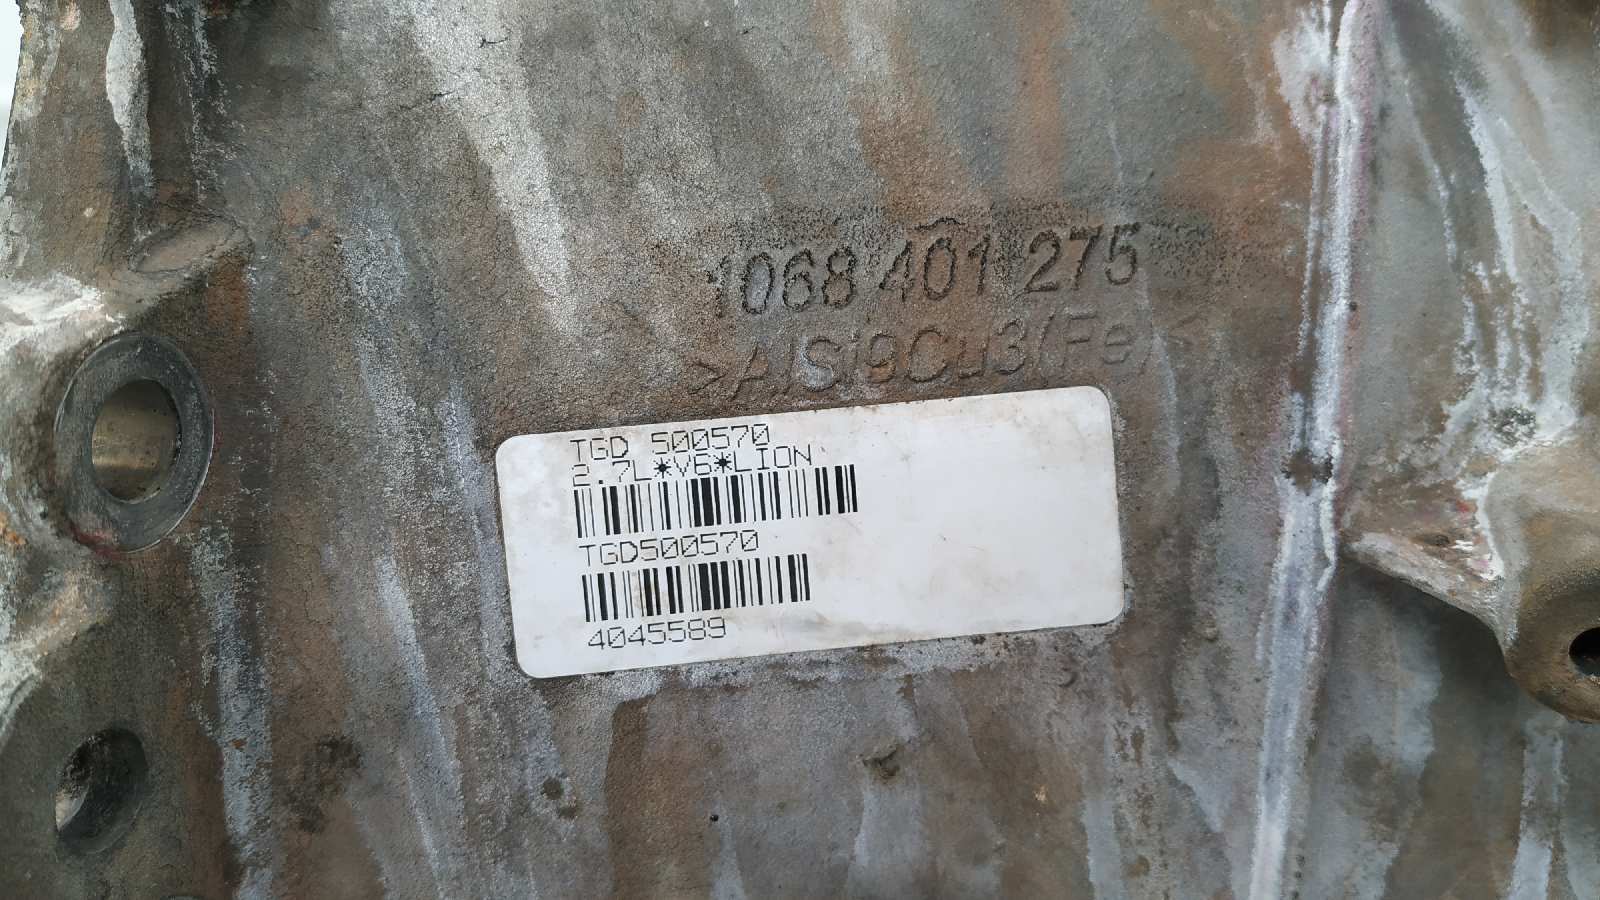 1068 401 275
>AlSi9Cu3(Fe)<
TGD 500570
2.7L*V6*LION
TGD500570
4045589